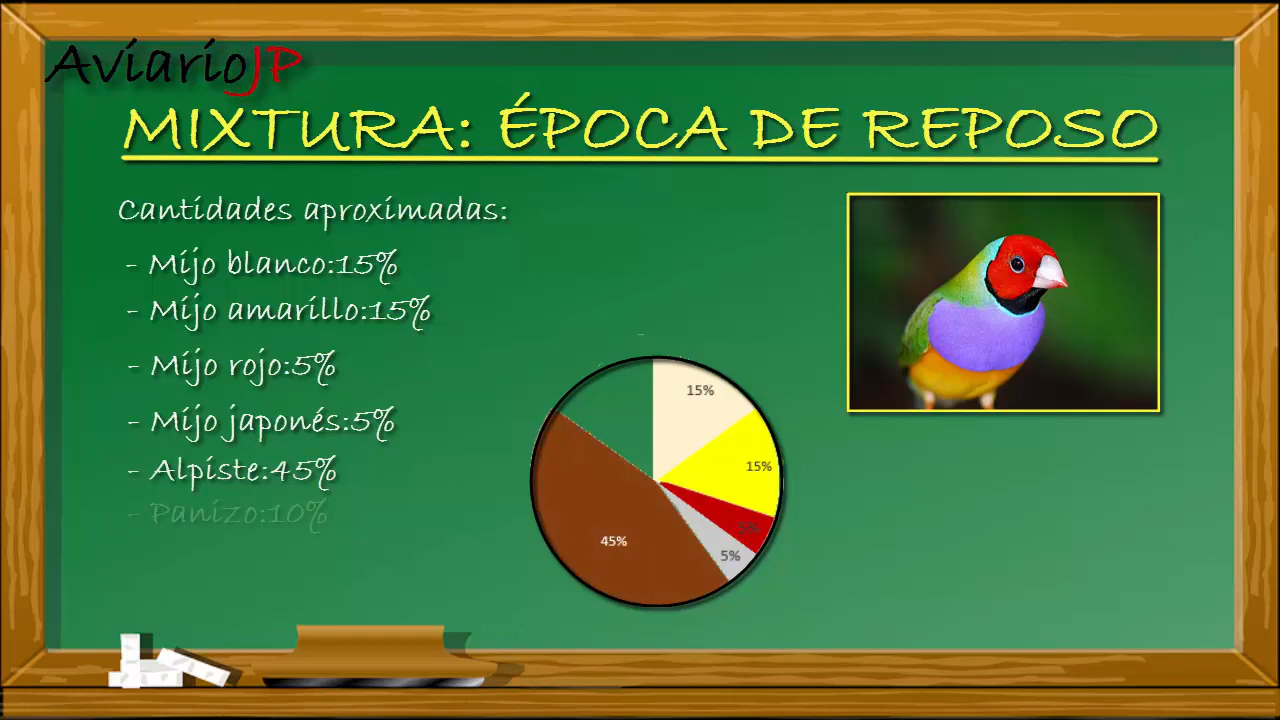 AviarioJP
MIXTURA: ÉPOCA DE REPOSO
Cantidades aproximadas:
- Mijo blanco:15%
- Mijo amarillo:15%
- Mijo rojo:5%
- Mijo japonés:5%
- Alpiste:45%
- Panizo:10%
15%
15%
5%
5%
45%